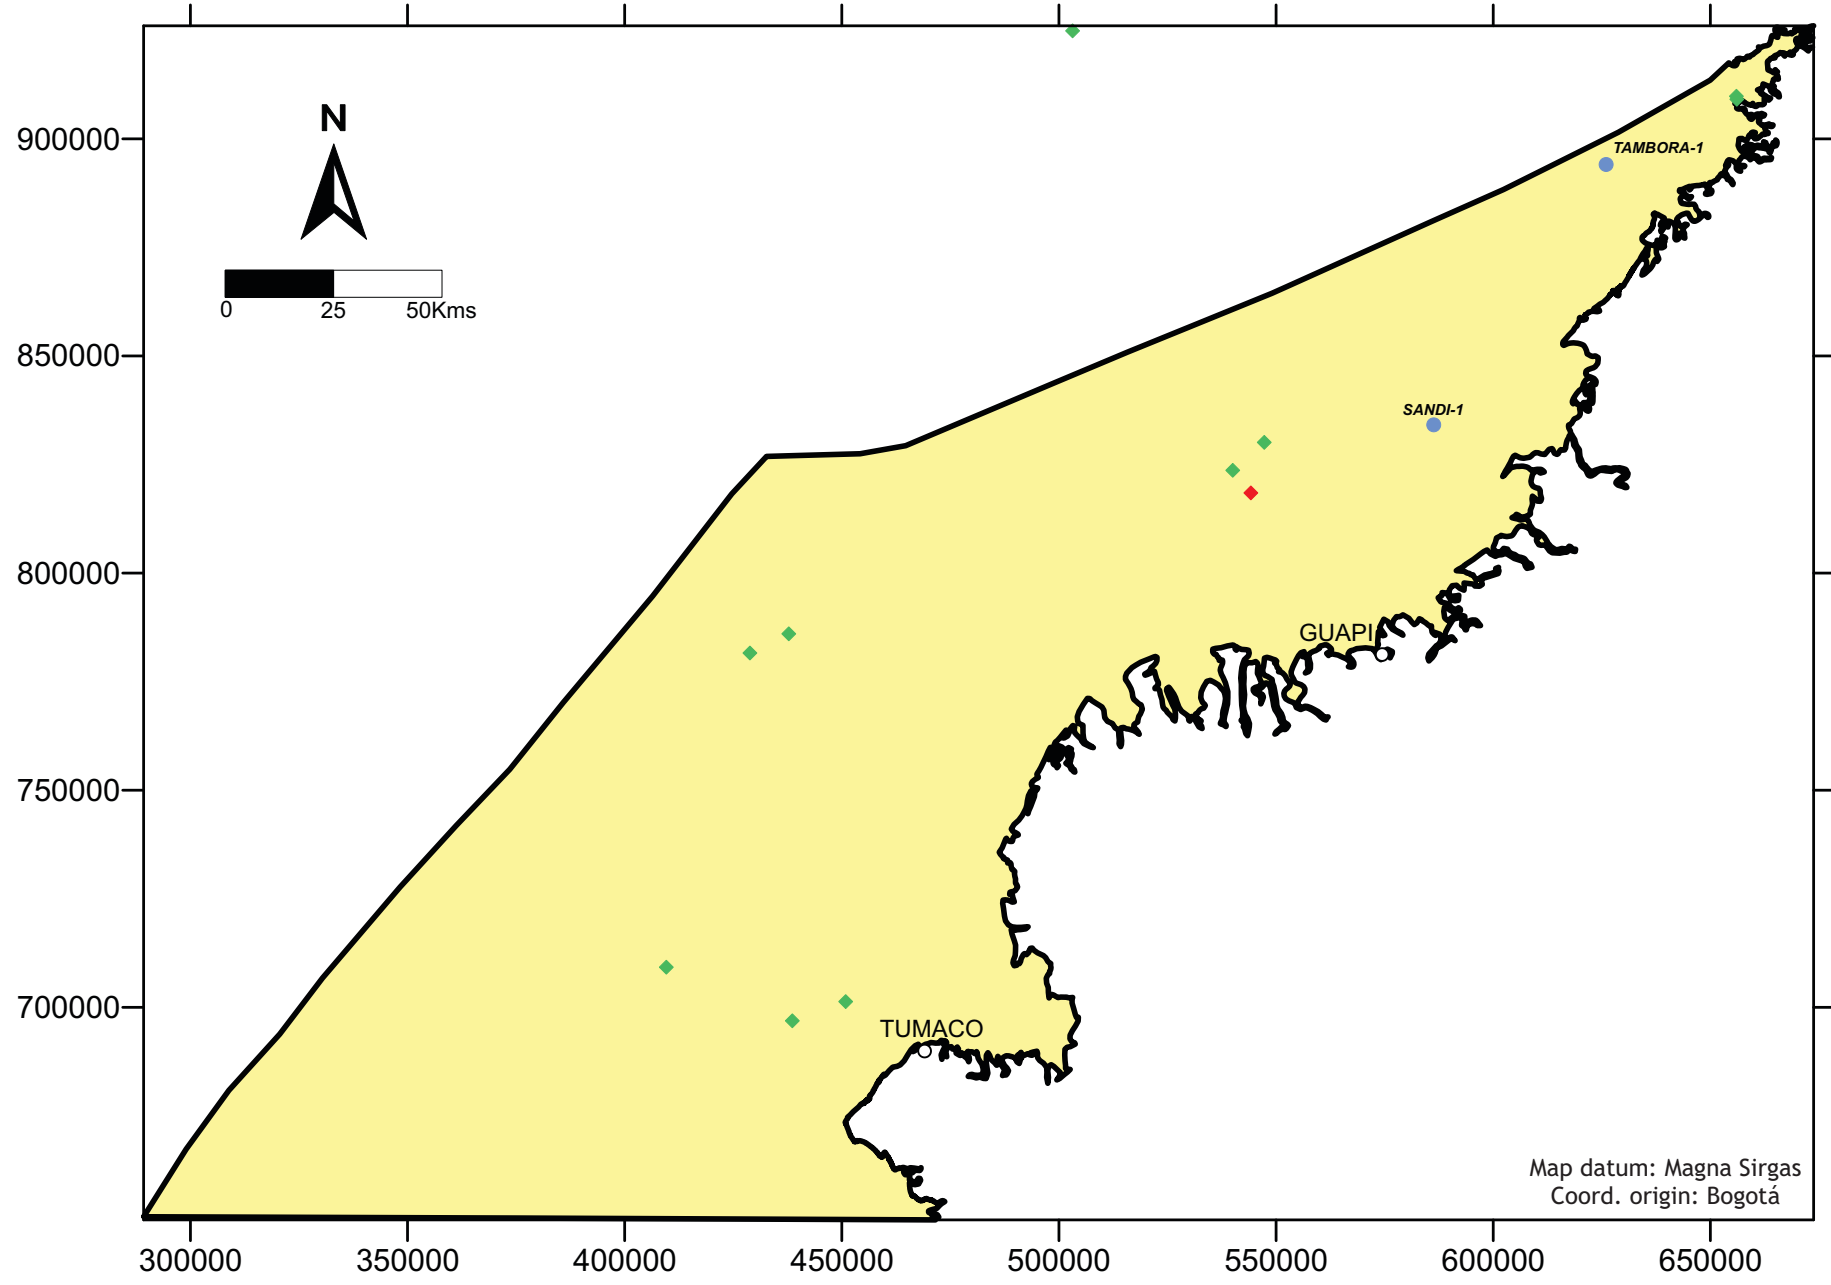 N
0 25 50Kms
900000
850000
800000
750000
700000
TAMBORA-1
SANDI-1
GUAPI
TUMACO
Map datum: Magna Sirgas
Coord. origin: Bogotá
300000 350000 400000 450000 500000 550000 600000 650000